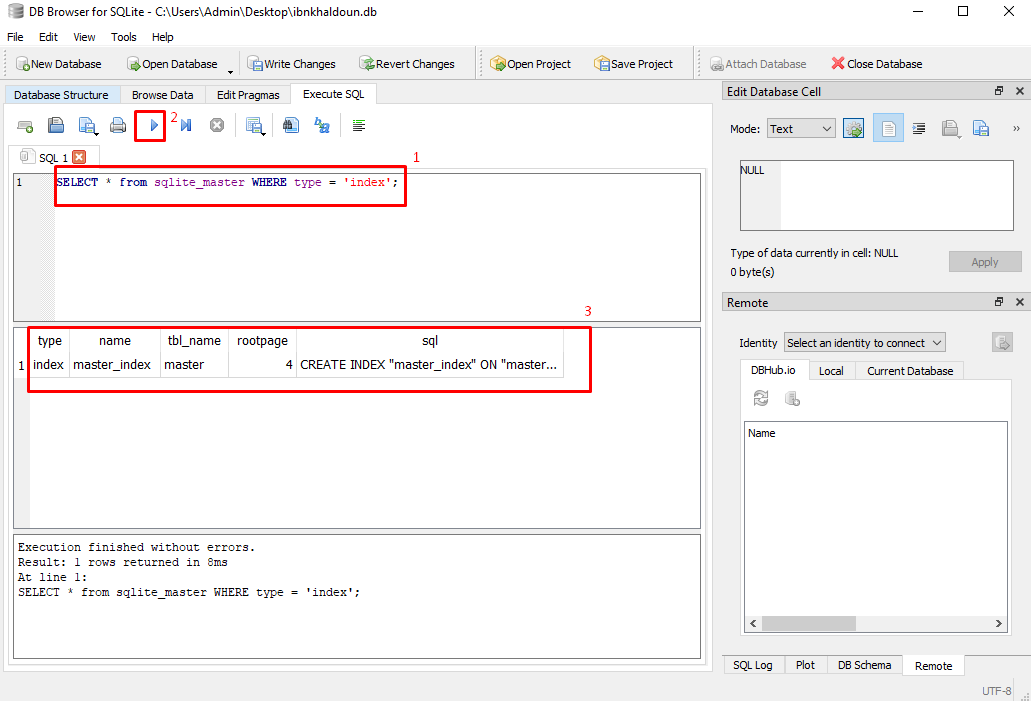 DB Browser for SQLite - C:\Users\Admin\Desktop\ibnkhaldoun.db
File Edit View Tools Help
New Database Open Database Write Changes Revert Changes Open Project Save Project Attach Database Close Database
Database Structure Browse Data Edit Pragmas Execute SQL
2
SQL 1
1
1 SELECT * from sqlite_master WHERE type = 'index';
3
type name tbl_name rootpage sql
1 index master_index master 4 CREATE INDEX "master_index" ON "master...
Execution finished without errors.
Result: 1 rows returned in 8ms
At line 1:
SELECT * from sqlite_master WHERE type = 'index';
Edit Database Cell
Mode: Text »
NULL
Type of data currently in cell: NULL
0 byte(s)
Apply
Remote
Identity Select an identity to connect
DBHub.io Local Current Database
Name
SQL Log Plot DB Schema Remote
UTF-8